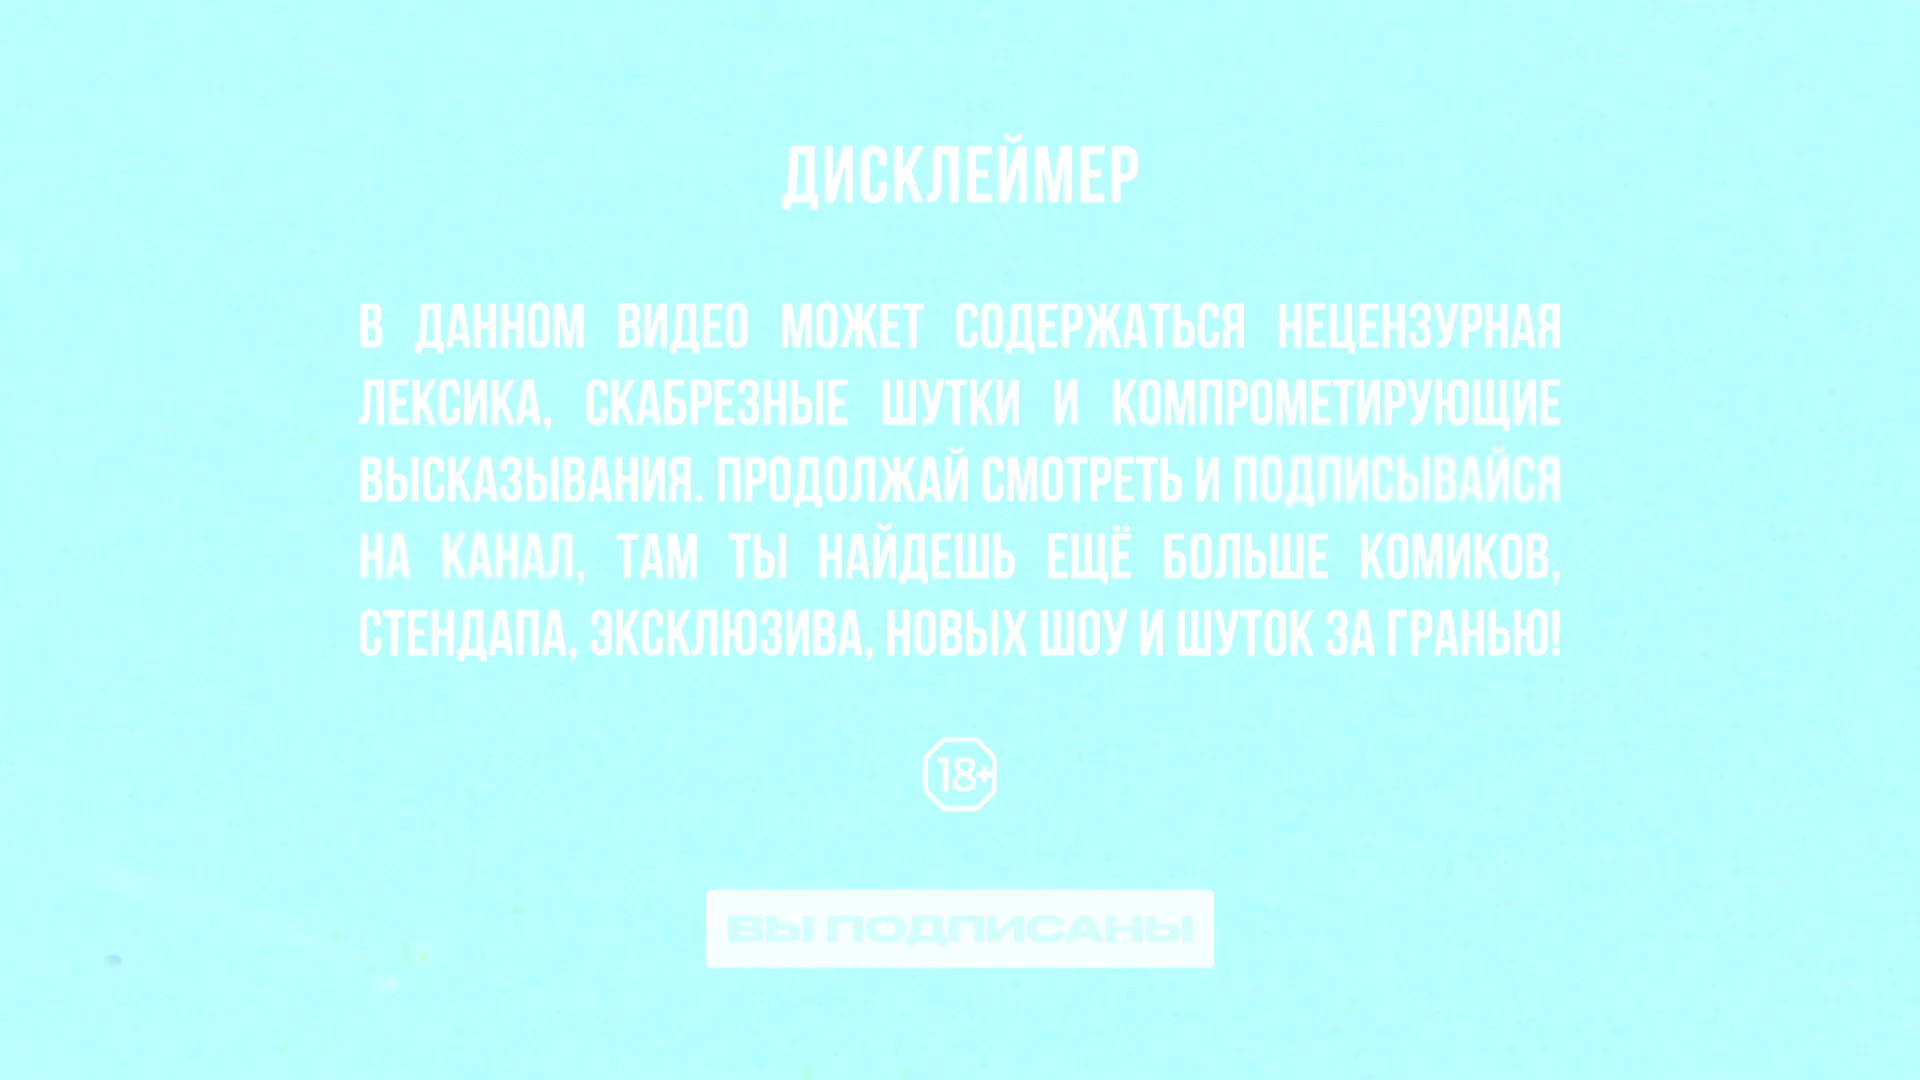 ДИСКЛЕЙМЕР
В ДАННОМ ВИДЕО МОЖЕТ СОДЕРЖАТЬСЯ НЕЦЕНЗУРНАЯ
ЛЕКСИКА, СКАБРЕЗНЫЕ ШУТКИ И КОМПРОМЕТИРУЮЩИЕ
ВЫСКАЗЫВАНИЯ. ПРОДОЛЖАЙ СМОТРЕТЬ И ПОДПИСЫВАЙСЯ
НА КАНАЛ, ТАМ ТЫ НАЙДЕШЬ ЕЩЁ БОЛЬШЕ КОМИКОВ,
СТЕНДАПА, ЭКСКЛЮЗИВА, НОВЫХ ШОУ И ШУТОК ЗА ГРАНЬЮ!
18+
ВЫ ПОДПИСАНЫ